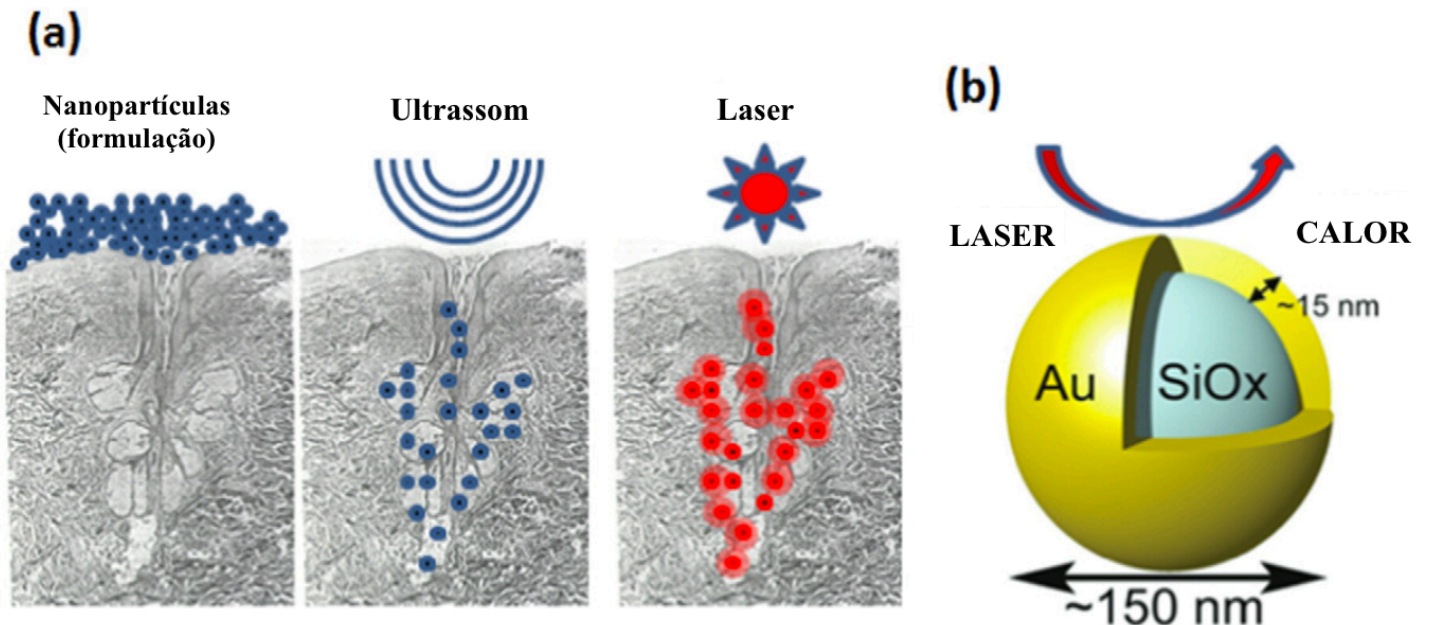 (a)
Nanopartículas
(formulação)
Ultrassom
Laser
(b)
LASER
CALOR
~15 nm
Au
SiOx
~150 nm